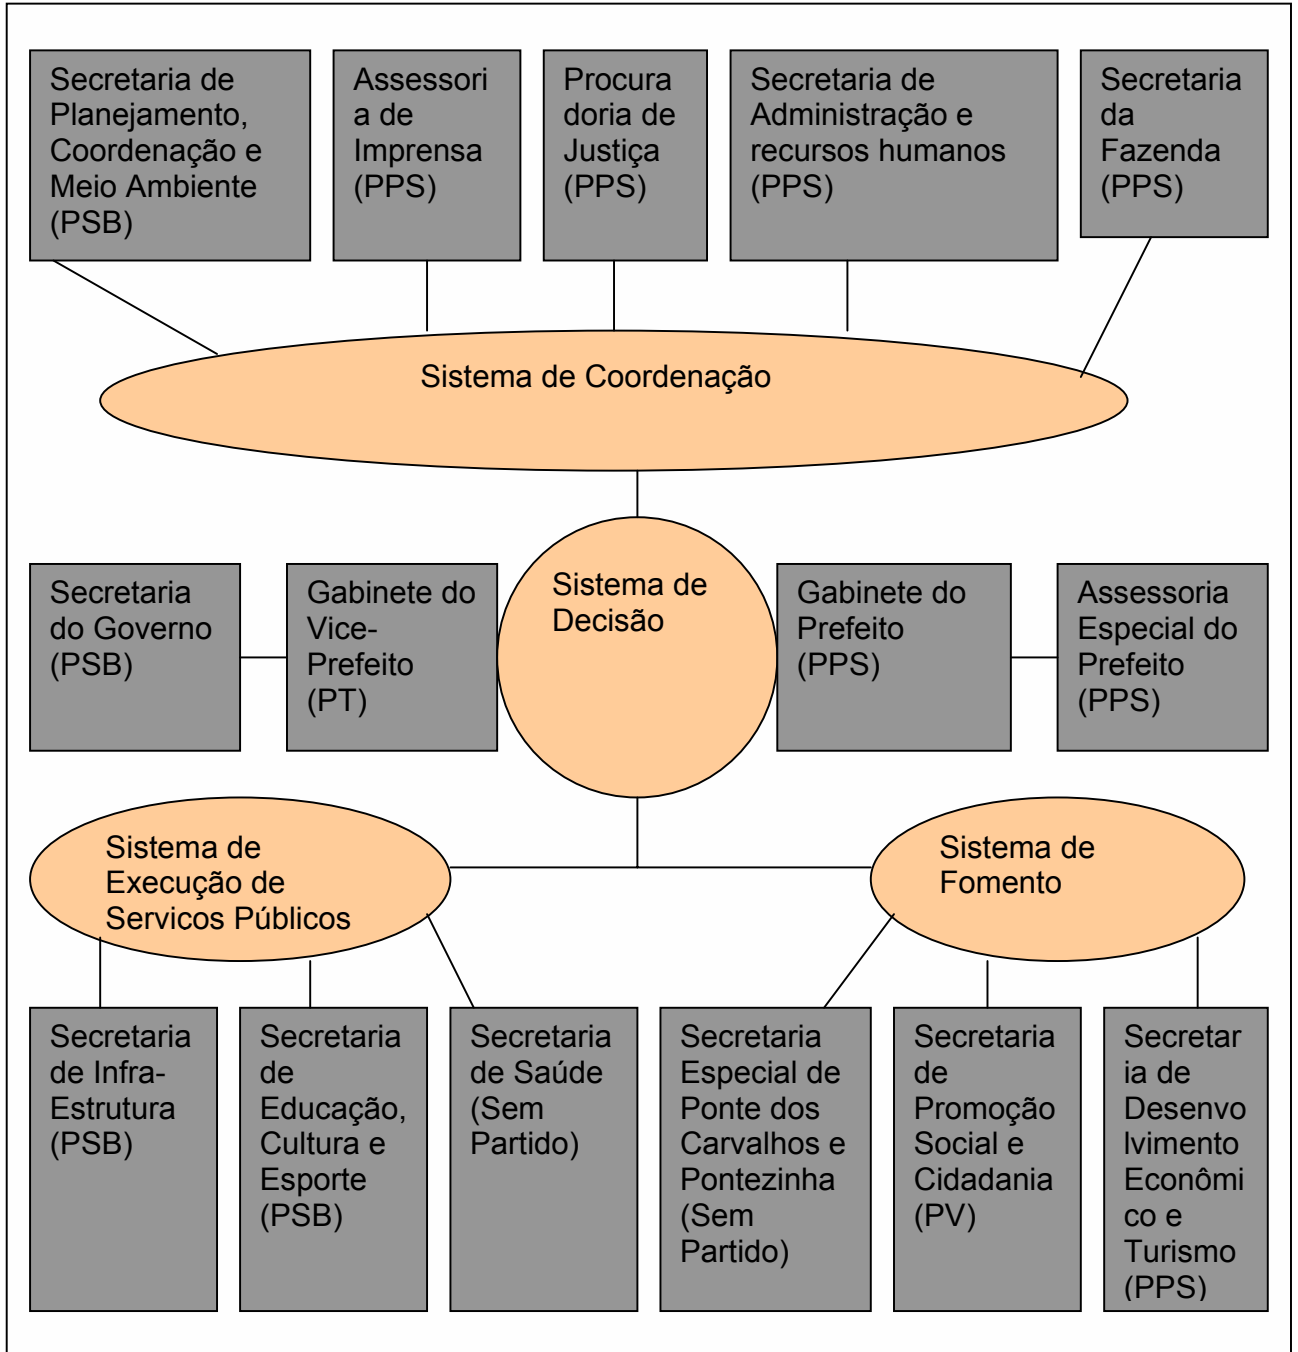 Secretaria de
Planejamento,
Coordenação e
Meio Ambiente
(PSB)
Assessori
a de
Imprensa
(PPS)
Procura
doria de
Justiça
(PPS)
Secretaria de
Administração e
recursos humanos
(PPS)
Secretaria
da
Fazenda
(PPS)
Sistema de Coordenação
Secretaria
do Governo
(PSB)
Gabinete do
Vice-
Prefeito
(PT)
Sistema de
Decisão
Gabinete do
Prefeito
(PPS)
Assessoria
Especial do
Prefeito
(PPS)
Sistema de
Execução de
Servicos Públicos
Sistema de
Fomento
Secretaria
de Infra-
Estrutura
(PSB)
Secretaria
de
Educação,
Cultura e
Esporte
(PSB)
Secretaria
de Saúde
(Sem
Partido)
Secretaria
Especial de
Ponte dos
Carvalhos e
Pontezinha
(Sem
Partido)
Secretaria
de
Promoção
Social e
Cidadania
(PV)
Secretar
ia de
Desenvo
lvimento
Econômi
co e
Turismo
(PPS)